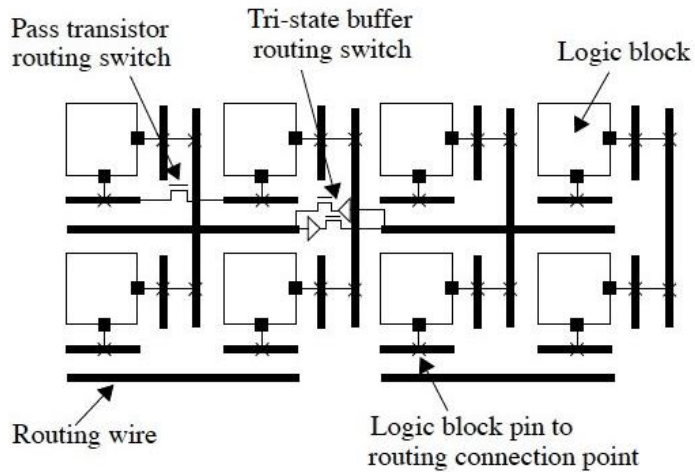 Pass transistor
routing switch
Tri-state buffer
routing switch
Logic block
Routing wire
Logic block pin to
routing connection point